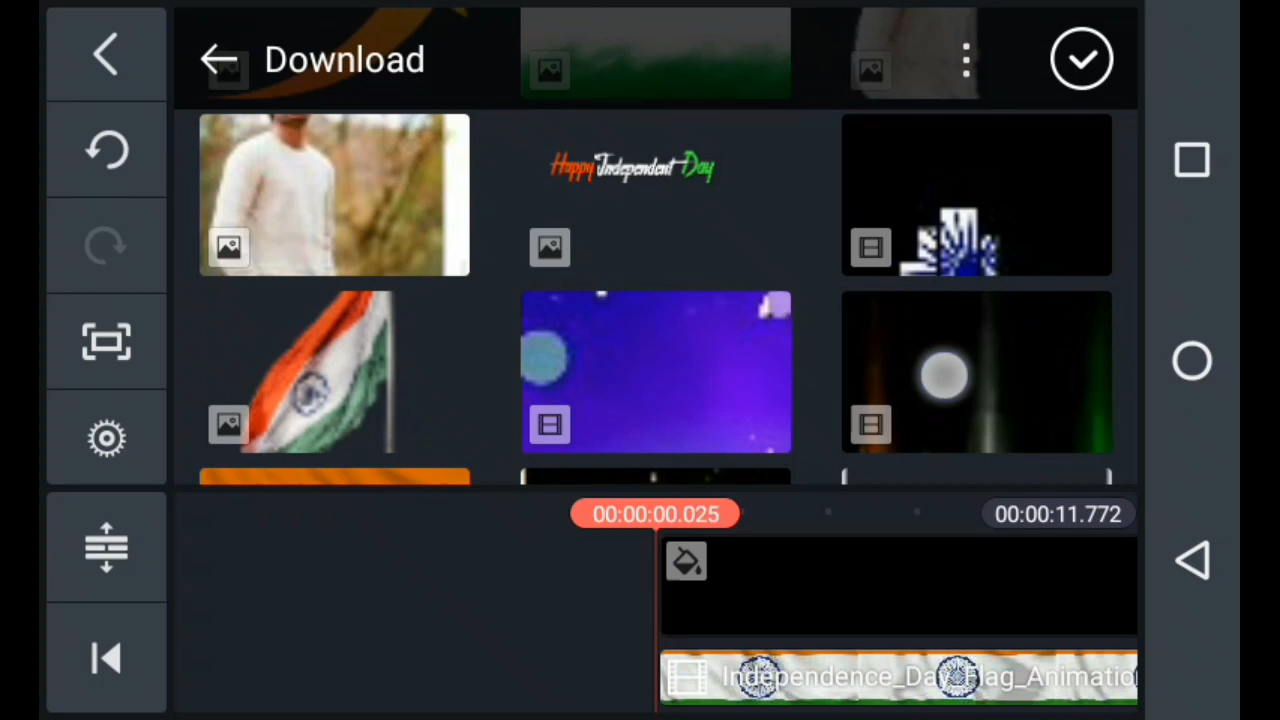 Download
Happy Independent Day
00:00:00.025
00:00:11.772
Independence_Day_Flag_Animatio